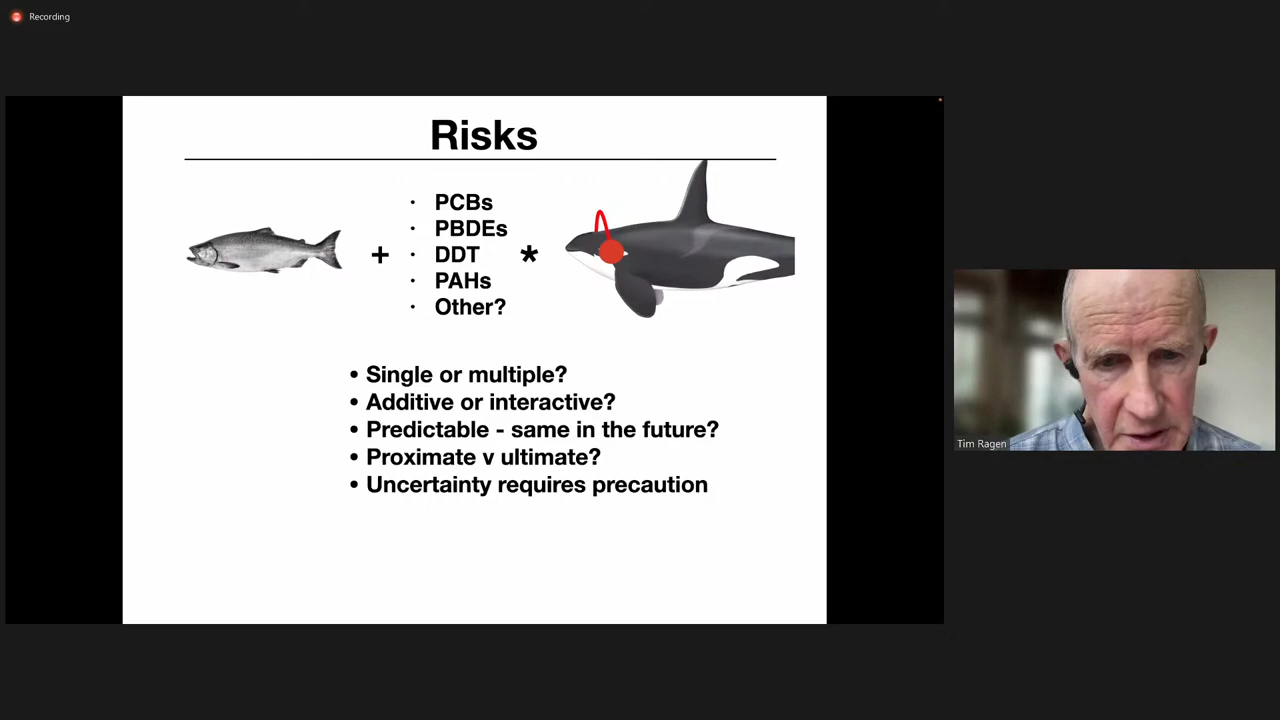 Recording
Risks
· PCBs
· PBDEs
+ · DDT *
· PAHs
· Other?
• Single or multiple?
• Additive or interactive?
• Predictable - same in the future?
• Proximate v ultimate?
• Uncertainty requires precaution
Tim Ragen